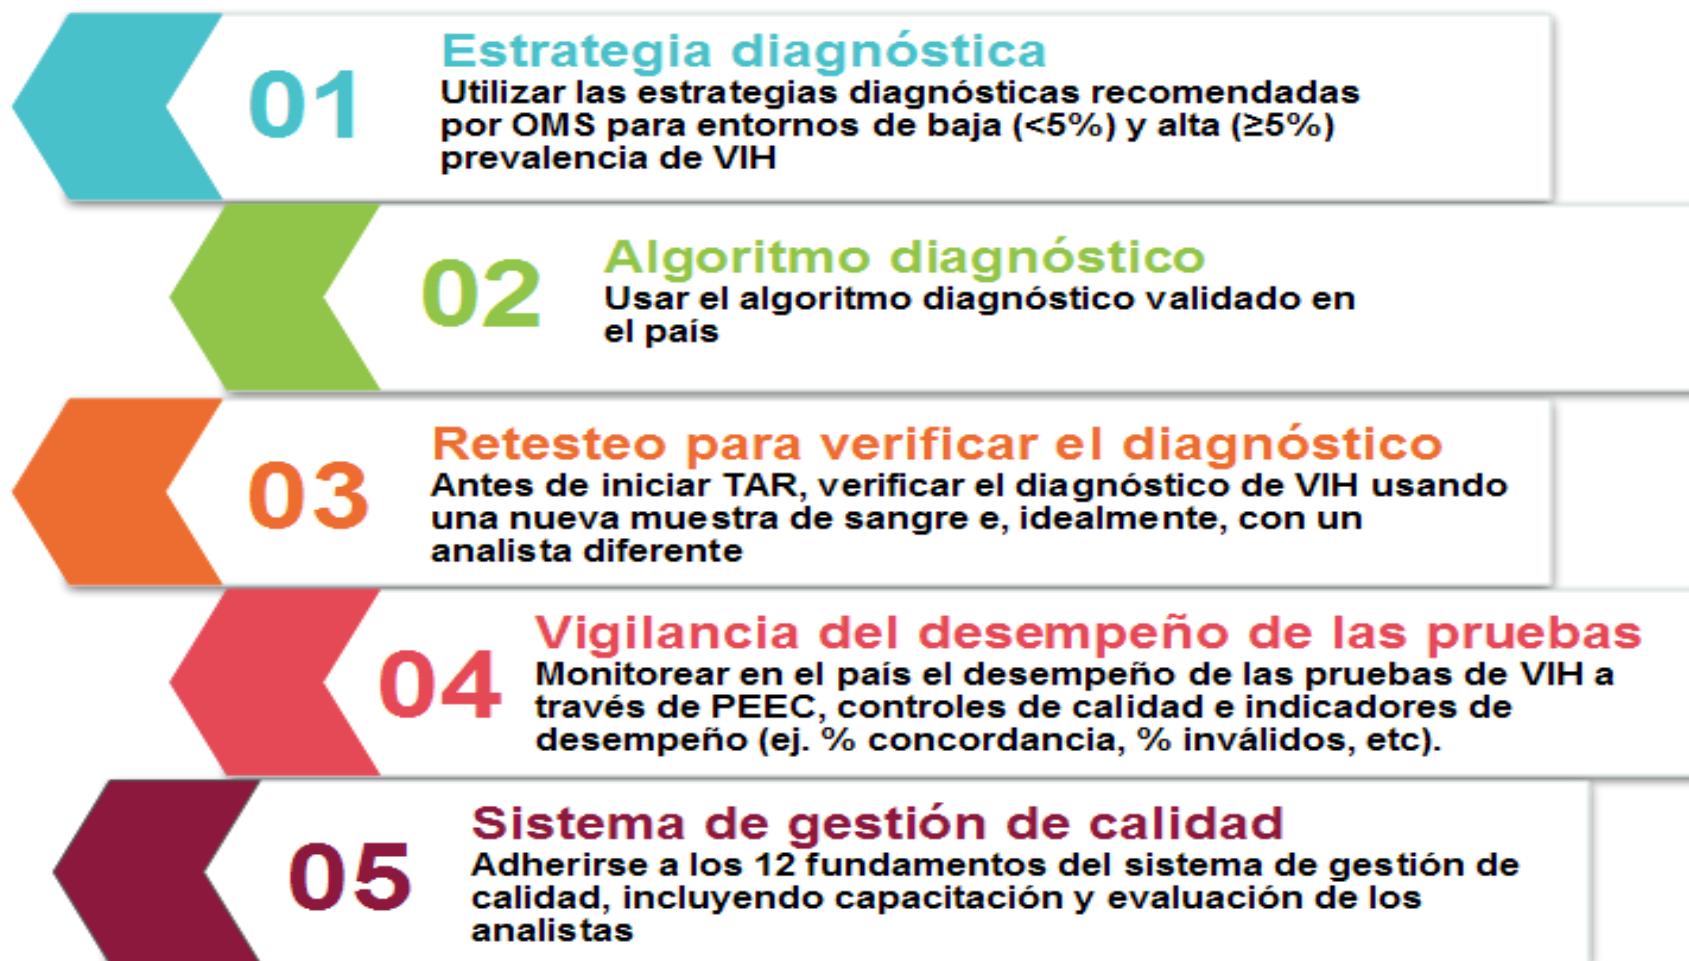 01
Estrategia diagnóstica
Utilizar las estrategias diagnósticas recomendadas
por OMS para entornos de baja (<5%) y alta (≥5%)
prevalencia de VIH
02
Algoritmo diagnóstico
Usar el algoritmo diagnóstico validado en
el país
03
Retesteo para verificar el diagnóstico
Antes de iniciar TAR, verificar el diagnóstico de VIH usando
una nueva muestra de sangre e, idealmente, con un
analista diferente
04
Vigilancia del desempeño de las pruebas
Monitorear en el país el desempeño de las pruebas de VIH a
través de PEEC, controles de calidad e indicadores de
desempeño (ej. % concordancia, % inválidos, etc).
05
Sistema de gestión de calidad
Adherirse a los 12 fundamentos del sistema de gestión de
calidad, incluyendo capacitación y evaluación de los
analistas